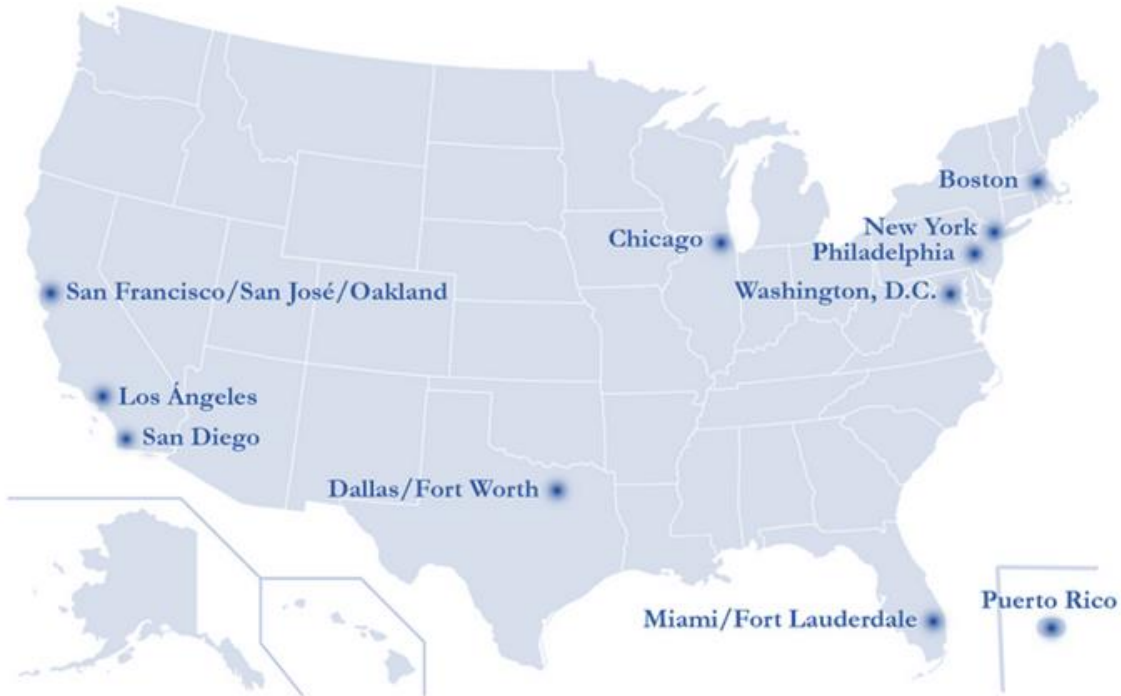 Boston
New York
Chicago
Philadelphia
San Francisco/San José/Oakland
Washington, D.C.
Los Ángeles
San Diego
Dallas/Fort Worth
Puerto Rico
Miami/Fort Lauderdale